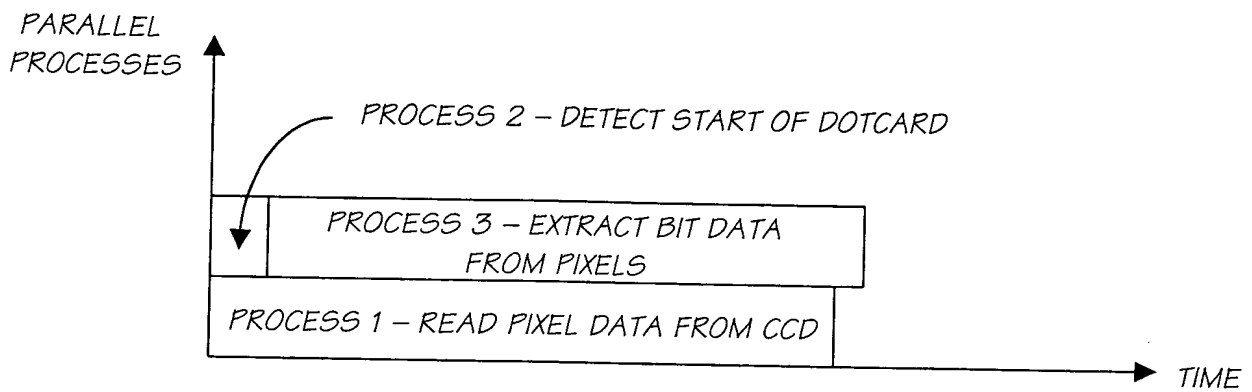 PARALLEL
PROCESSES
PROCESS 2 – DETECT START OF DOTCARD
PROCESS 3 – EXTRACT BIT DATA
FROM PIXELS
PROCESS 1 – READ PIXEL DATA FROM CCD
TIME